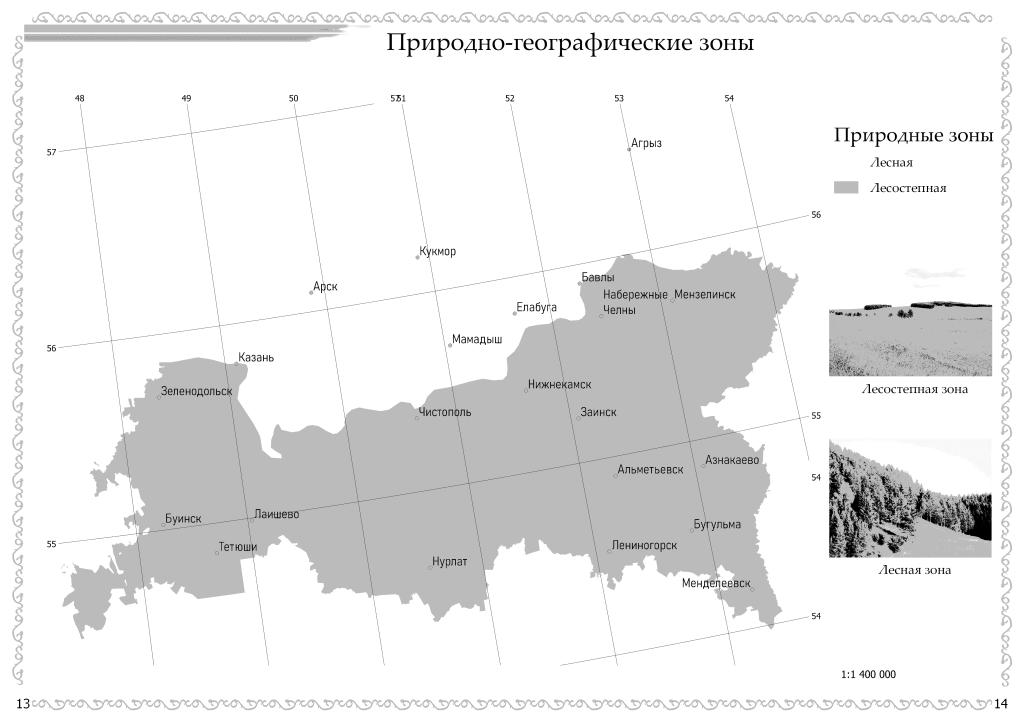 Природно-географические зоны
48
49
50
5251
52
53
54
57
Агрыз
Природные зоны
Лесная
Лесостепная
56
Кукмор
Арск
Бавлы
Набережные
Челны
Мензелинск
Елабуга
Мамадыш
56
Казань
Зеленодольск
Нижнекамск
Лесостепная зона
Чистополь
Заинск
55
Альметьевск
Азнакаево
54
Буинск
Лаишево
Бугульма
55
Тетюши
Лениногорск
Нурлат
Лесная зона
Менделеевск
54
1:1 400 000
13
14